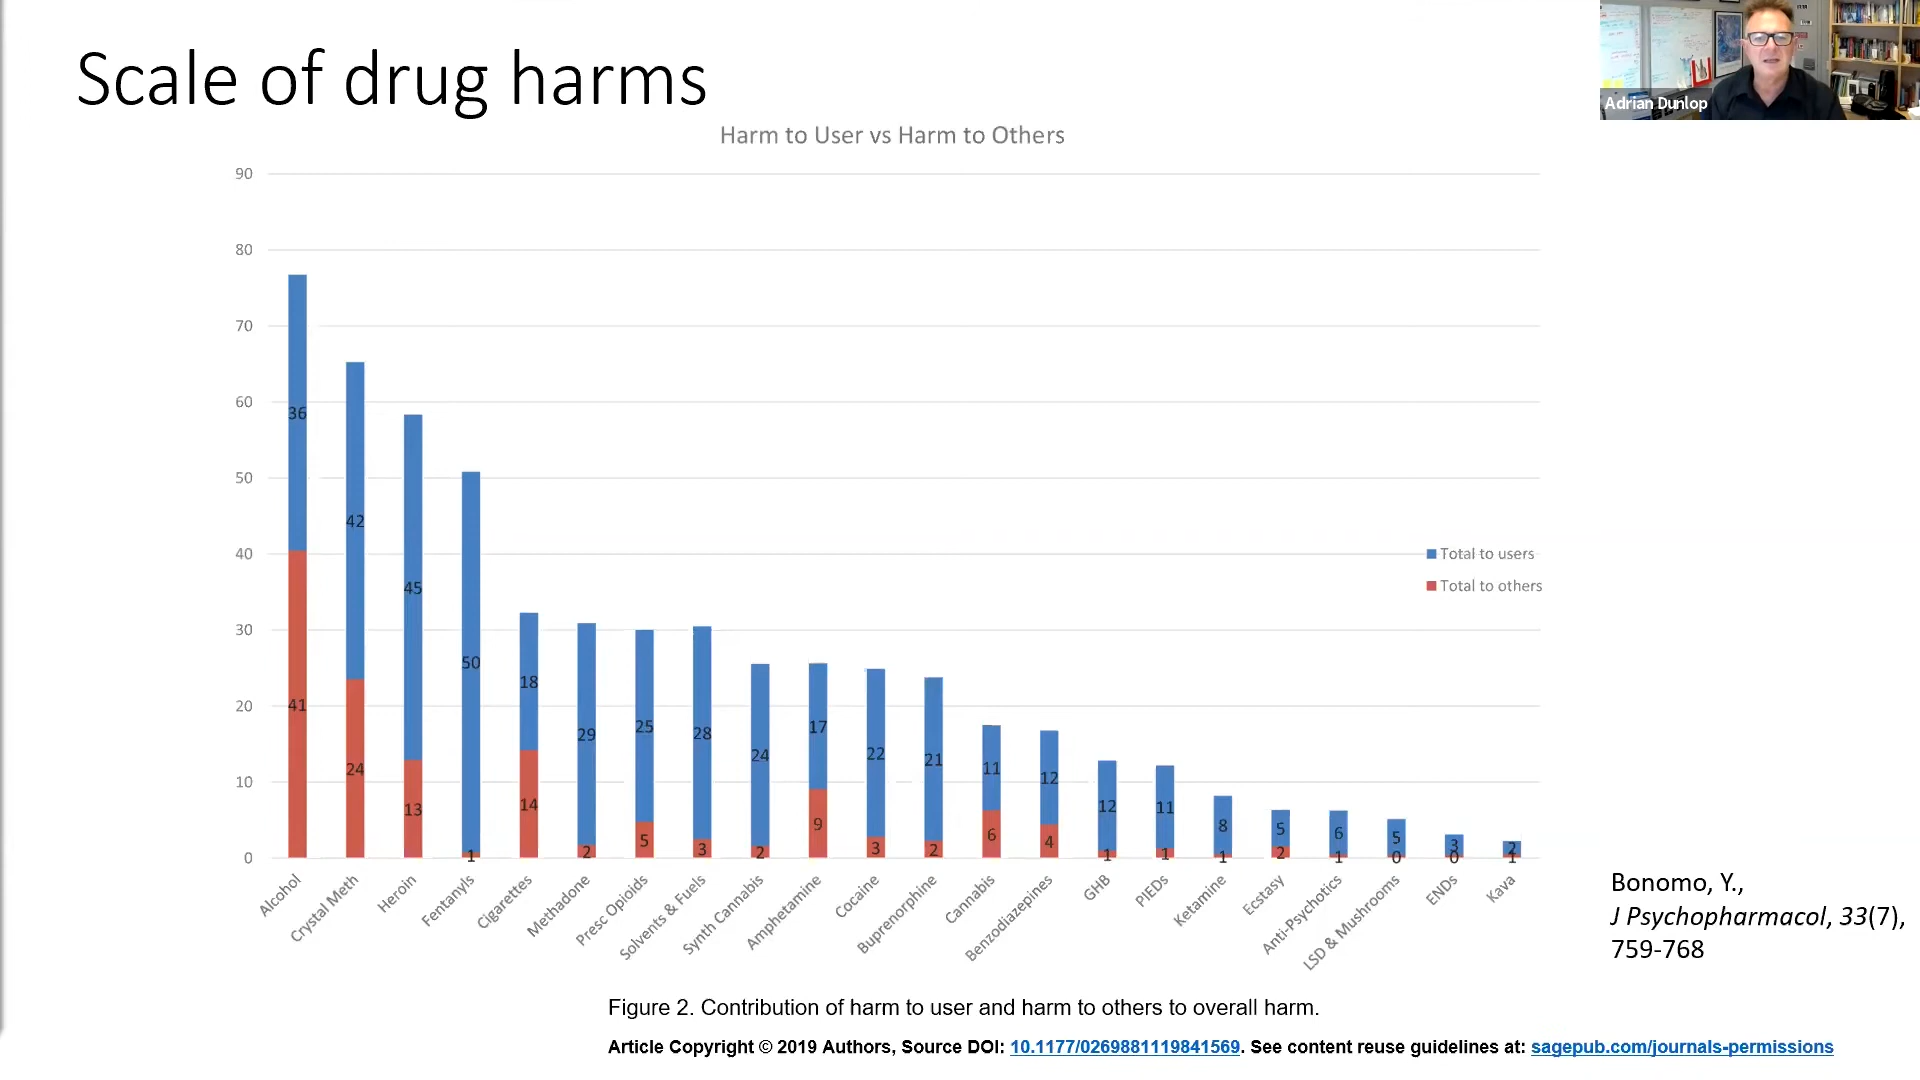 Scale of drug harms
Adrian Dunlop
Harm to User vs Harm to Others
90
80
70
60
50
40
30
20
10
0
36
41
42
24
45
13
50
1
18
14
29
2
25
5
28
3
24
2
17
9
22
3
21
2
11
6
12
4
12
1
11
1
8
1
5
2
6
1
5
0
3
0
2
1
Total to users
Total to others
Alcohol
Crystal Meth
Heroin
Fentanyls
Cigarettes
Methadone
Presc Opioids
Solvents & Fuels
Synth Cannabis
Amphetamine
Cocaine
Buprenorphine
Cannabis
Benzodiazepines
GHB
PIEDs
Ketamine
Ecstasy
Anti-Psychotics
LSD & Mushrooms
ENDs
Kava
Bonomo, Y.,
J Psychopharmacol, 33(7),
759-768
Figure 2. Contribution of harm to user and harm to others to overall harm.
Article Copyright © 2019 Authors, Source DOI: 10.1177/0269881119841569. See content reuse guidelines at: sagepub.com/journals-permissions